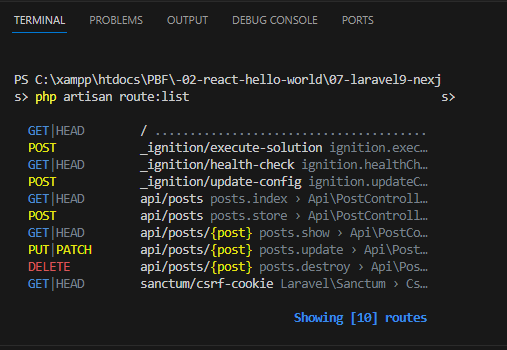 TERMINAL PROBLEMS OUTPUT DEBUG CONSOLE PORTS
PS C:\xampp\htdocs\PBF\-02-react-hello-world\07-laravel9-nexj
s> php artisan route:list s>
GET|HEAD / ......................................
POST _ignition/execute-solution ignition.exec…
GET|HEAD _ignition/health-check ignition.healthCh…
POST _ignition/update-config ignition.updateC…
GET|HEAD api/posts posts.index › Api\PostControll…
POST api/posts posts.store › Api\PostControll…
GET|HEAD api/posts/{post} posts.show › Api\PostCo…
PUT|PATCH api/posts/{post} posts.update › Api\Post…
DELETE api/posts/{post} posts.destroy › Api\Pos…
GET|HEAD sanctum/csrf-cookie Laravel\Sanctum › Cs…
Showing [10] routes